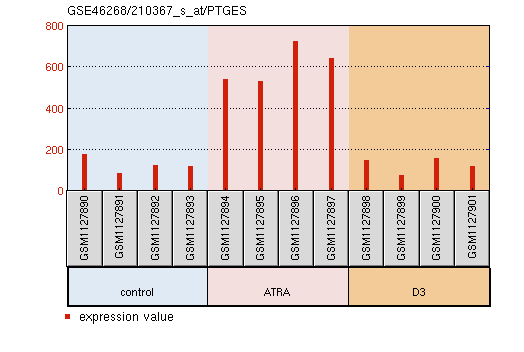 GSE46268/210367_s_at/PTGES
800
600
400
200
0
GSM1127890
GSM1127891
GSM1127892
GSM1127893
GSM1127894
GSM1127895
GSM1127896
GSM1127897
GSM1127898
GSM1127899
GSM1127900
GSM1127901
control ATRA D3
expression value